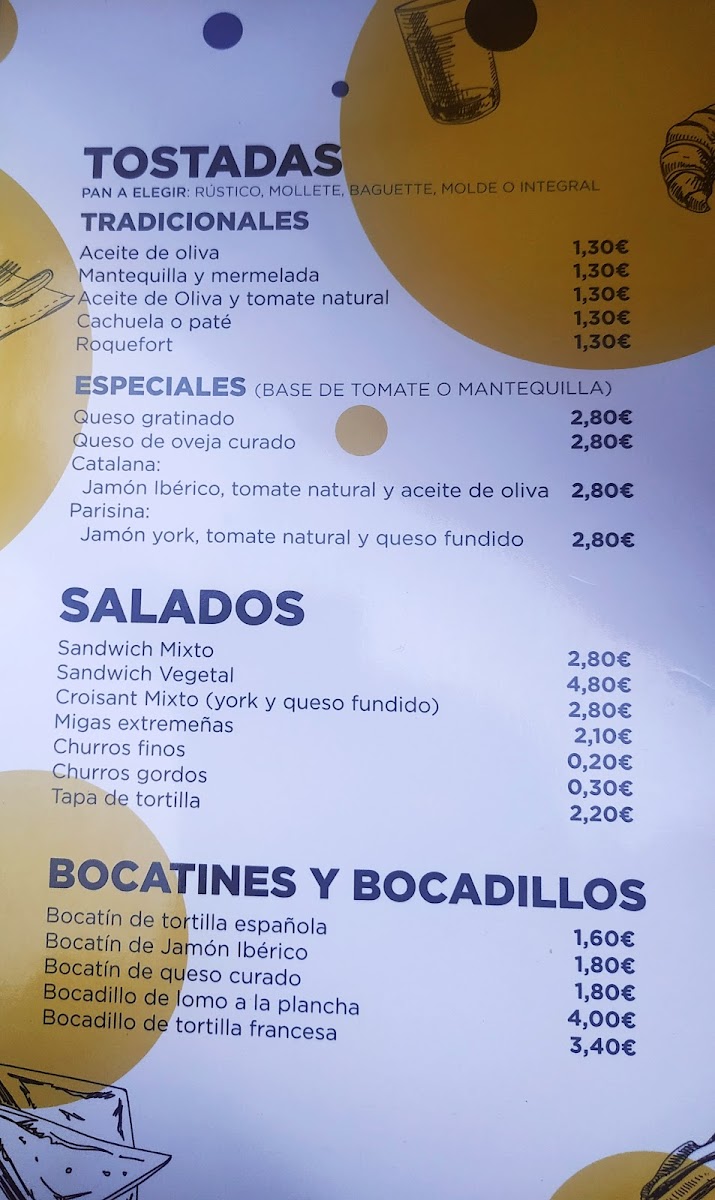 TOSTADAS
PAN A ELEGIR: RÚSTICO, MOLLETE, BAGUETTE, MOLDE O INTEGRAL
TRADICIONALES
Aceite de oliva 1,30€
Mantequilla y mermelada 1,30€
Aceite de Oliva y tomate natural 1,30€
Cachuela o paté 1,30€
Roquefort 1,30€
ESPECIALES (BASE DE TOMATE O MANTEQUILLA)
Queso gratinado 2,80€
Queso de oveja curado 2,80€
Catalana:
Jamón Ibérico, tomate natural y aceite de oliva 2,80€
Parisina:
Jamón york, tomate natural y queso fundido 2,80€
SALADOS
Sandwich Mixto 2,80€
Sandwich Vegetal 4,80€
Croisant Mixto (york y queso fundido) 2,80€
Migas extremeñas 2,10€
Churros finos 0,20€
Churros gordos 0,30€
Tapa de tortilla 2,20€
BOCATINES Y BOCADILLOS
Bocatín de tortilla española 1,60€
Bocatín de Jamón Ibérico 1,80€
Bocatín de queso curado 1,80€
Bocadillo de lomo a la plancha 4,00€
Bocadillo de tortilla francesa 3,40€